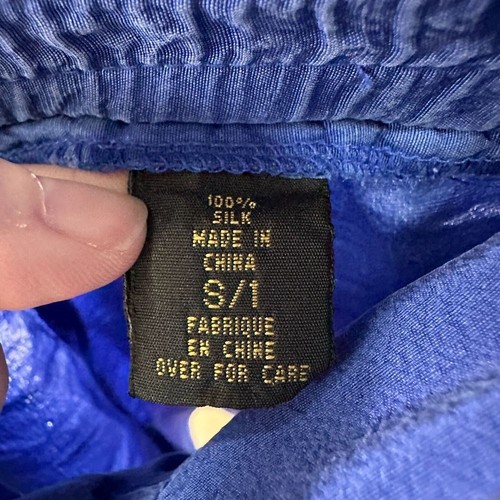 100%
SILK
MADE IN
CHINA
S/1
FABRIQUE
EN CHINE
OVER FOR CARE